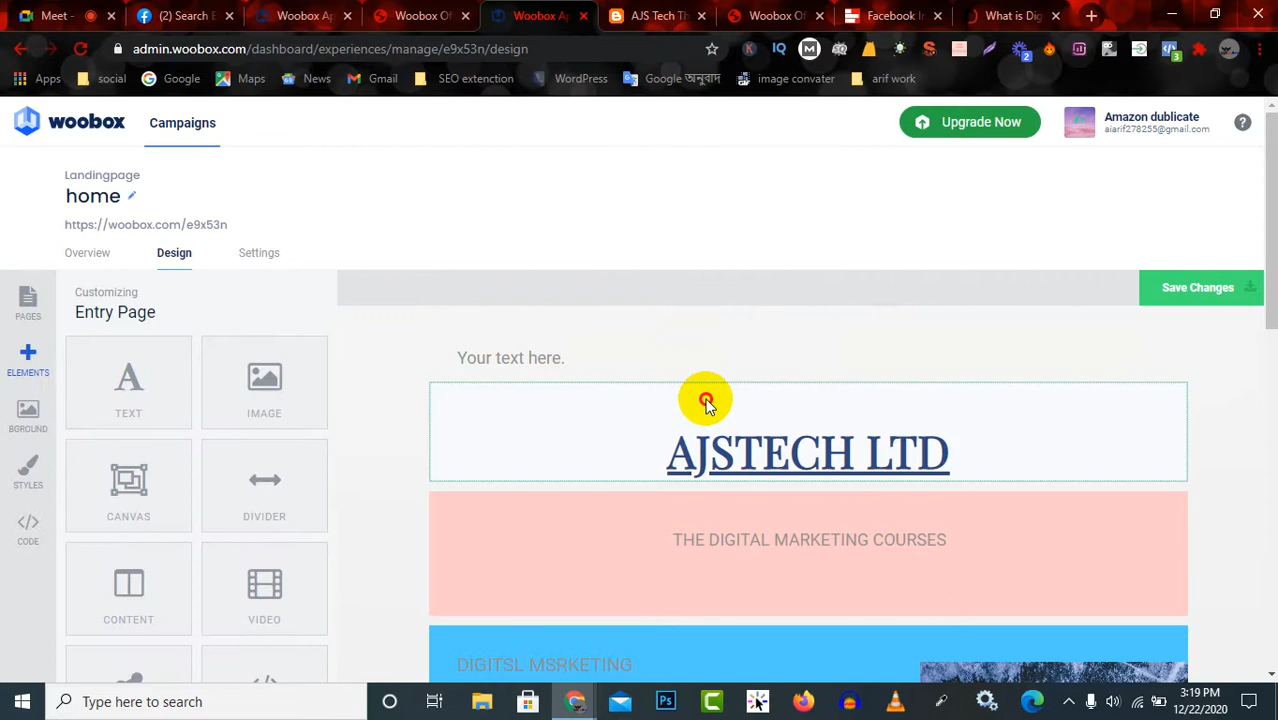 Meet -
(2) Search E
Woobox Ap
Woobox Of
Woobox Ap
AJS Tech Th
Woobox Of
Facebook In
What is Dig
admin.woobox.com/dashboard/experiences/manage/e9x53n/design
Apps
social
Google
Maps
News
Gmail
SEO extenction
WordPress
Google অনুবাদ
image convater
arif work
woobox
Campaigns
Upgrade Now
Amazon dublicate
aiarif278255@gmail.com
Landingpage
home
https://woobox.com/e9x53n
Overview
Design
Settings
PAGES
ELEMENTS
BGROUND
STYLES
CODE
Customizing
Entry Page
TEXT
IMAGE
CANVAS
DIVIDER
CONTENT
VIDEO
Save Changes
Your text here.
AJSTECH LTD
THE DIGITAL MARKETING COURSES
DIGITSL MSRKETING
Type here to search
3:19 PM
12/22/2020